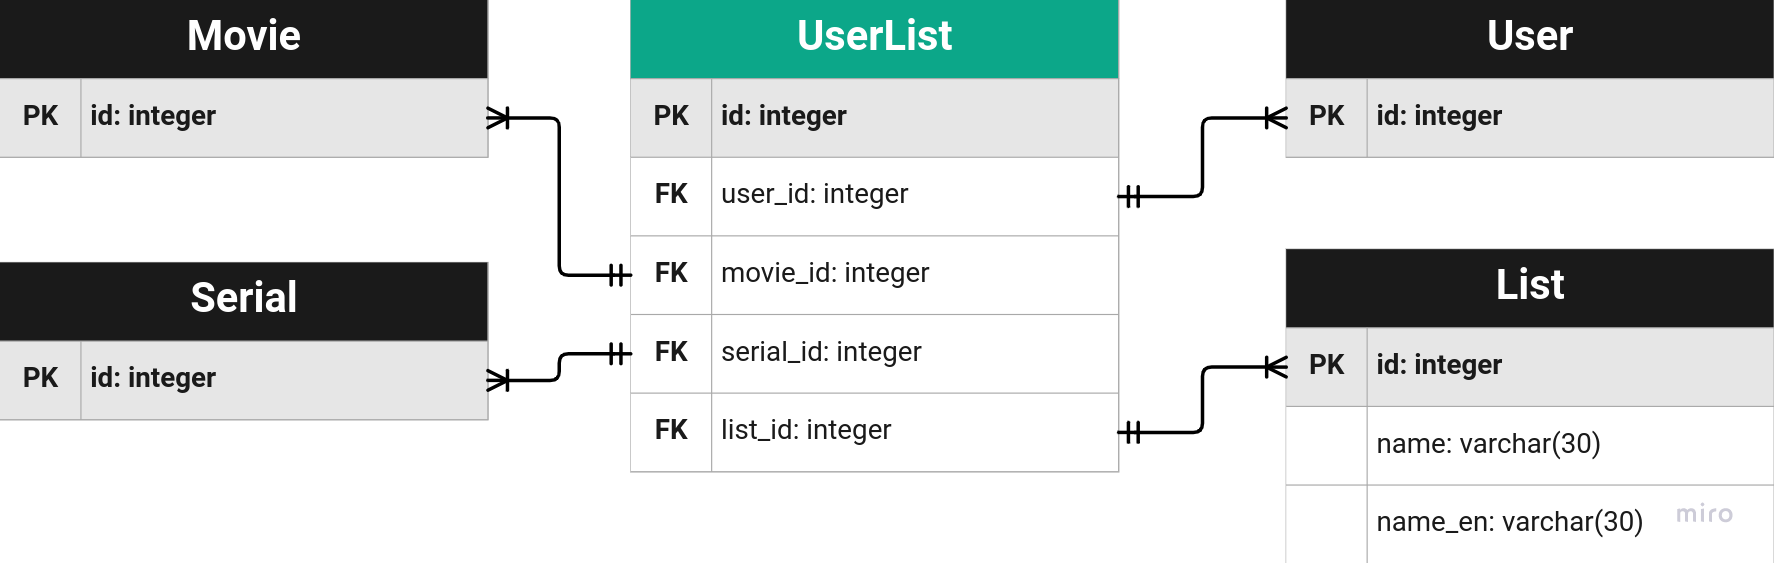 Movie
PK id: integer
Serial
PK id: integer
UserList
PK id: integer
FK user_id: integer
FK movie_id: integer
FK serial_id: integer
FK list_id: integer
User
PK id: integer
List
PK id: integer
name: varchar(30)
name_en: varchar(30)
miro